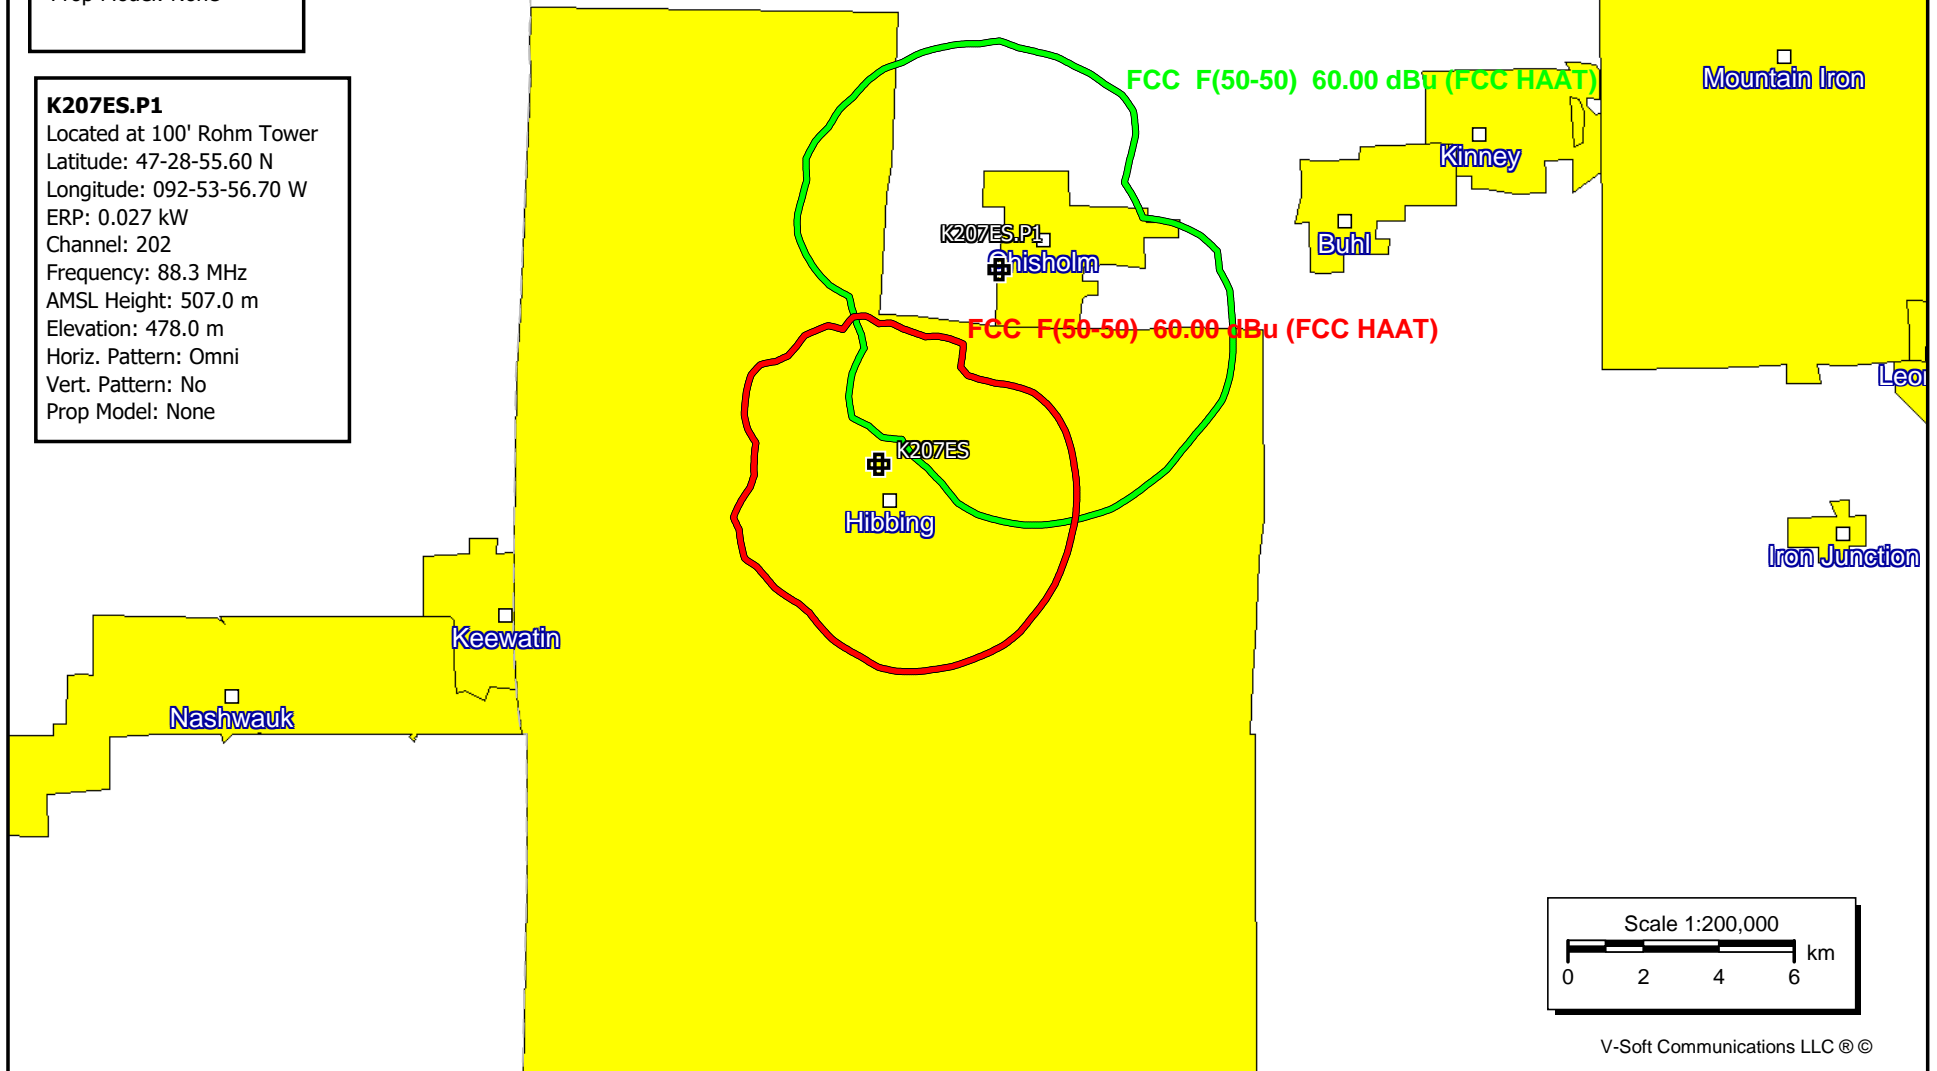 Prop Model: None
K207ES.P1
Located at 100' Rohm Tower
Latitude: 47-28-55.60 N
Longitude: 092-53-56.70 W
ERP: 0.027 kW
Channel: 202
Frequency: 88.3 MHz
AMSL Height: 507.0 m
Elevation: 478.0 m
Horiz. Pattern: Omni
Vert. Pattern: No
Prop Model: None
FCC F(50-50) 60.00 dBu (FCC HAAT)
Mountain Iron
Kinney
Buhl
K207ES.P1
Chisholm
FCC F(50-50) 60.00 dBu (FCC HAAT)
K207ES
Hibbing
Iron Junction
Keewatin
Nashwauk
Scale 1:200,000
km
0 2 4 6
V-Soft Communications LLC ® ©